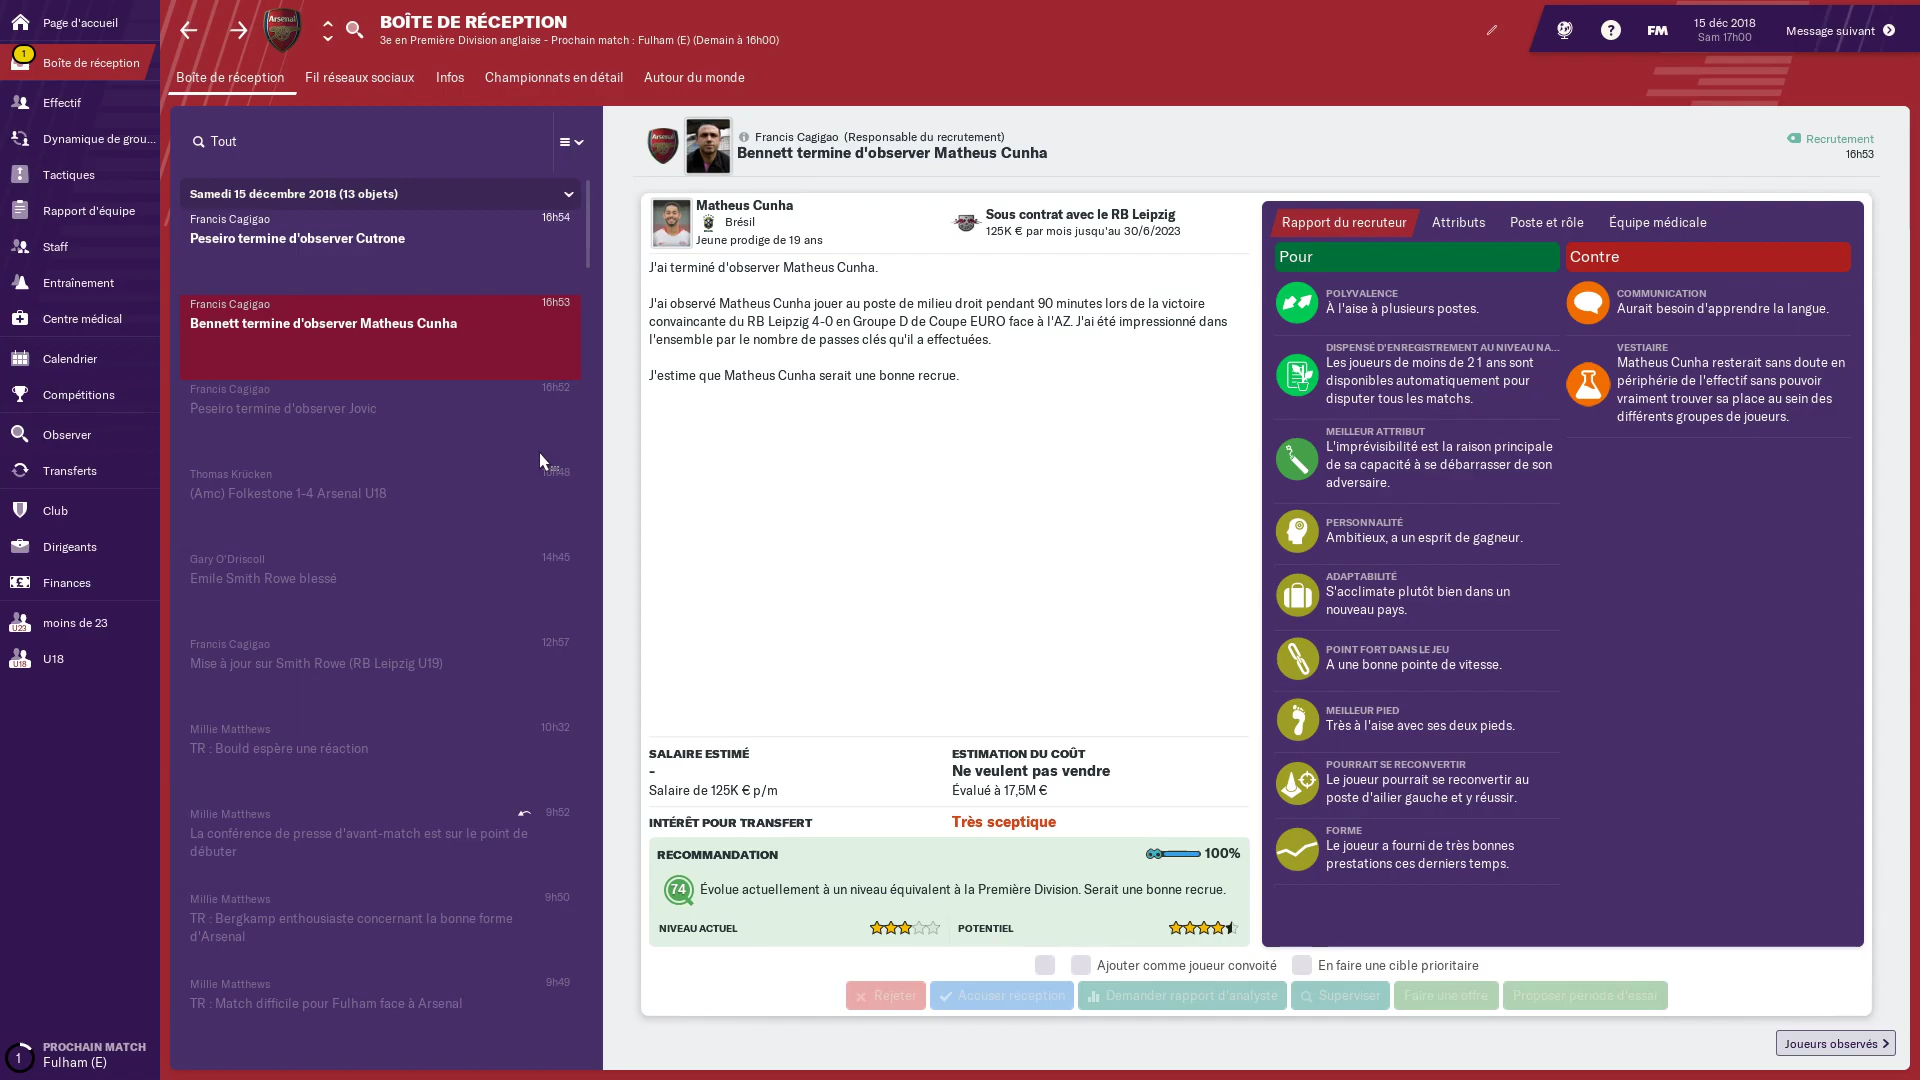 Page d'accueil
1
Boîte de réception
Effectif
Dynamique de grou...
Tactiques
Rapport d'équipe
Staff
Entraînement
Centre médical
Calendrier
Compétitions
Observer
Transferts
Club
Dirigeants
Finances
U23
moins de 23
U18
U18
1
PROCHAIN MATCH
Fulham (E)
Arsenal
BOÎTE DE RÉCEPTION
3e en Première Division anglaise - Prochain match : Fulham (E) (Demain à 16h00)
?
FM
15 déc 2018
Sam 17h00
Message suivant
Boîte de réception
Fil réseaux sociaux
Infos
Championnats en détail
Autour du monde
Tout
Samedi 15 décembre 2018 (13 objets)
Francis Cagigao
16h54
Peseiro termine d'observer Cutrone
Francis Cagigao
16h53
Bennett termine d'observer Matheus Cunha
Francis Cagigao
16h52
Peseiro termine d'observer Jovic
Thomas Krücken
(Amc) Folkestone 1-4 Arsenal U18
Gary O'Driscoll
14h45
Emile Smith Rowe blessé
Francis Cagigao
12h57
Mise à jour sur Smith Rowe (RB Leipzig U19)
Millie Matthews
10h32
TR : Bould espère une réaction
Millie Matthews
9h52
La conférence de presse d'avant-match est sur le point de
débuter
Millie Matthews
9h50
TR : Bergkamp enthousiaste concernant la bonne forme
d'Arsenal
Millie Matthews
9h49
TR : Match difficile pour Fulham face à Arsenal
Arsenal
Francis Cagigao (Responsable du recrutement)
Bennett termine d'observer Matheus Cunha
Recrutement
16h53
Matheus Cunha
Brésil
Jeune prodige de 19 ans
Sous contrat avec le RB Leipzig
125K € par mois jusqu'au 30/6/2023
J'ai terminé d'observer Matheus Cunha.
J'ai observé Matheus Cunha jouer au poste de milieu droit pendant 90 minutes lors de la victoire
convaincante du RB Leipzig 4-0 en Groupe D de Coupe EURO face à l'AZ. J'ai été impressionné dans
l'ensemble par le nombre de passes clés qu'il a effectuées.
J'estime que Matheus Cunha serait une bonne recrue.
SALAIRE ESTIMÉ
-
Salaire de 125K € p/m
ESTIMATION DU COÛT
Ne veulent pas vendre
Évalué à 17,5M €
INTÉRÊT POUR TRANSFERT
Très sceptique
RECOMMANDATION
100%
74
Évolue actuellement à un niveau équivalent à la Première Division. Serait une bonne recrue.
NIVEAU ACTUEL
POTENTIEL
Rapport du recruteur
Attributs
Poste et rôle
Équipe médicale
Pour
POLYVALENCE
À l'aise à plusieurs postes.
DISPENSÉ D'ENREGISTREMENT AU NIVEAU NA...
Les joueurs de moins de 21 ans sont
disponibles automatiquement pour
disputer tous les matchs.
MEILLEUR ATTRIBUT
L'imprévisibilité est la raison principale
de sa capacité à se débarrasser de son
adversaire.
PERSONNALITÉ
Ambitieux, a un esprit de gagneur.
ADAPTABILITÉ
S'acclimate plutôt bien dans un
nouveau pays.
POINT FORT DANS LE JEU
A une bonne pointe de vitesse.
MEILLEUR PIED
Très à l'aise avec ses deux pieds.
POURRAIT SE RECONVERTIR
Le joueur pourrait se reconvertir au
poste d'ailier gauche et y réussir.
FORME
Le joueur a fourni de très bonnes
prestations ces derniers temps.
Contre
COMMUNICATION
Aurait besoin d'apprendre la langue.
VESTIAIRE
Matheus Cunha resterait sans doute en
périphérie de l'effectif sans pouvoir
vraiment trouver sa place au sein des
différents groupes de joueurs.
Ajouter comme joueur convoité
En faire une cible prioritaire
Rejeter
Accuser réception
Demander rapport d'analyste
Superviser
Faire une offre
Proposer période d'essai
Joueurs observés